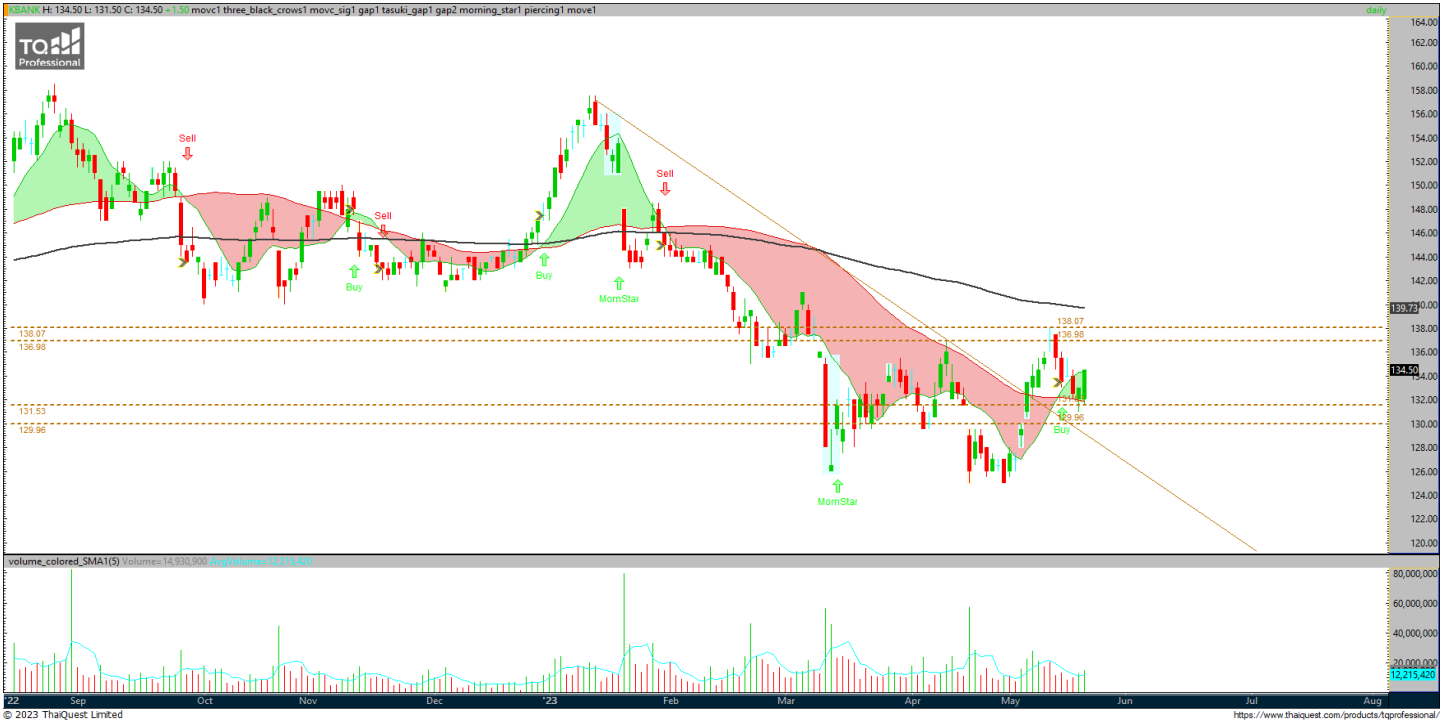 KBANK H: 134.50 L: 131.50 C: 134.50 +1.50 movc1 three_black_crows1 movc_sig1 gap1 tasuki_gap1 gap2 morning_star1 piercing1 move1 daily
TQ
Professional
164.00
162.00
160.00
158.00
156.00
154.00
152.00
150.00
148.00
146.00
144.00
142.00
139.73
138.00
136.00
134.50
134.00
132.00
130.00
128.00
126.00
124.00
122.00
120.00
Sell
Buy
Sell
Buy
MornStar
Sell
MornStar
Buy
138.07
136.98
131.53
129.96
138.07
136.98
129.96
volume_colored_SMA1(5) Volume=14,930,900 AvgVolume=12,215,420
80,000,000
60,000,000
40,000,000
20,000,000
12,215,420
'22 Sep Oct Nov Dec '23 Feb Mar Apr May Jun Jul Aug
© 2023 ThaiQuest Limited https://www.thaiquest.com/products/tqprofessional/